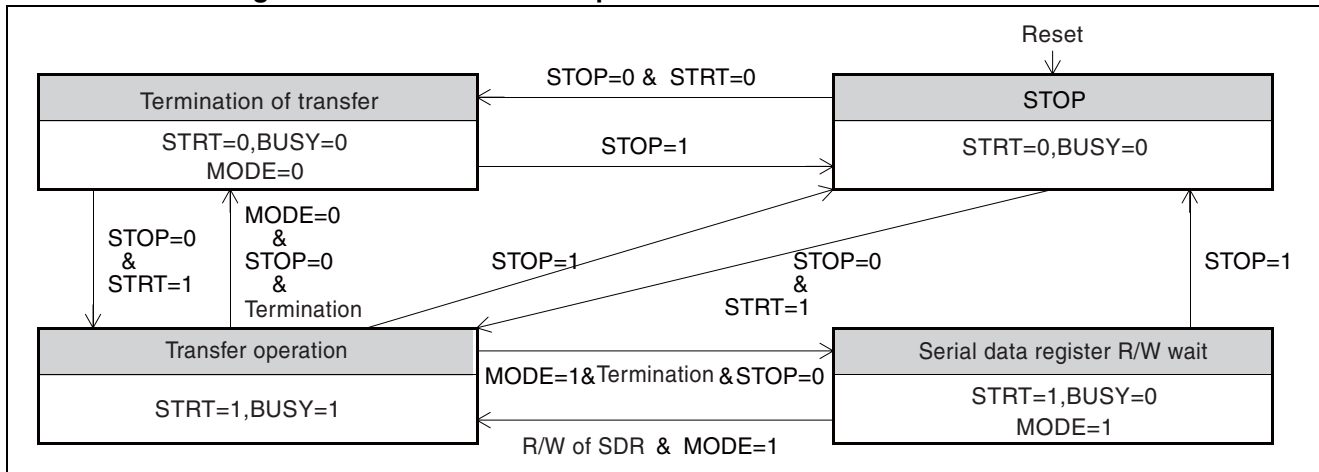 Reset
Termination of transfer
STRT=0,BUSY=0
MODE=0
STOP=0 & STRT=0
STOP=1
STOP
STRT=0,BUSY=0
STOP=0
&
STRT=1
MODE=0
&
STOP=0
&
Termination
STOP=1
STOP=0
&
STRT=1
STOP=1
Transfer operation
STRT=1,BUSY=1
MODE=1&Termination &STOP=0
R/W of SDR & MODE=1
Serial data register R/W wait
STRT=1,BUSY=0
MODE=1